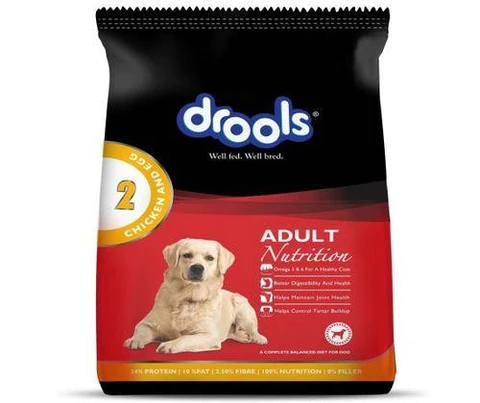 drools®
Well fed. Well bred.
2
CHICKEN AND EGG
ADULT
Nutrition
Omega 3 & 6 For A Healthy Coat
Better Digestibility And Health
Helps Maintain Joint Health
Helps Control Tartar Buildup
A COMPLETE BALANCED DIET FOR DOG
24% PROTEIN | 10 %FAT | 2.50% FIBRE | 100% NUTRITION | 0% FILLER